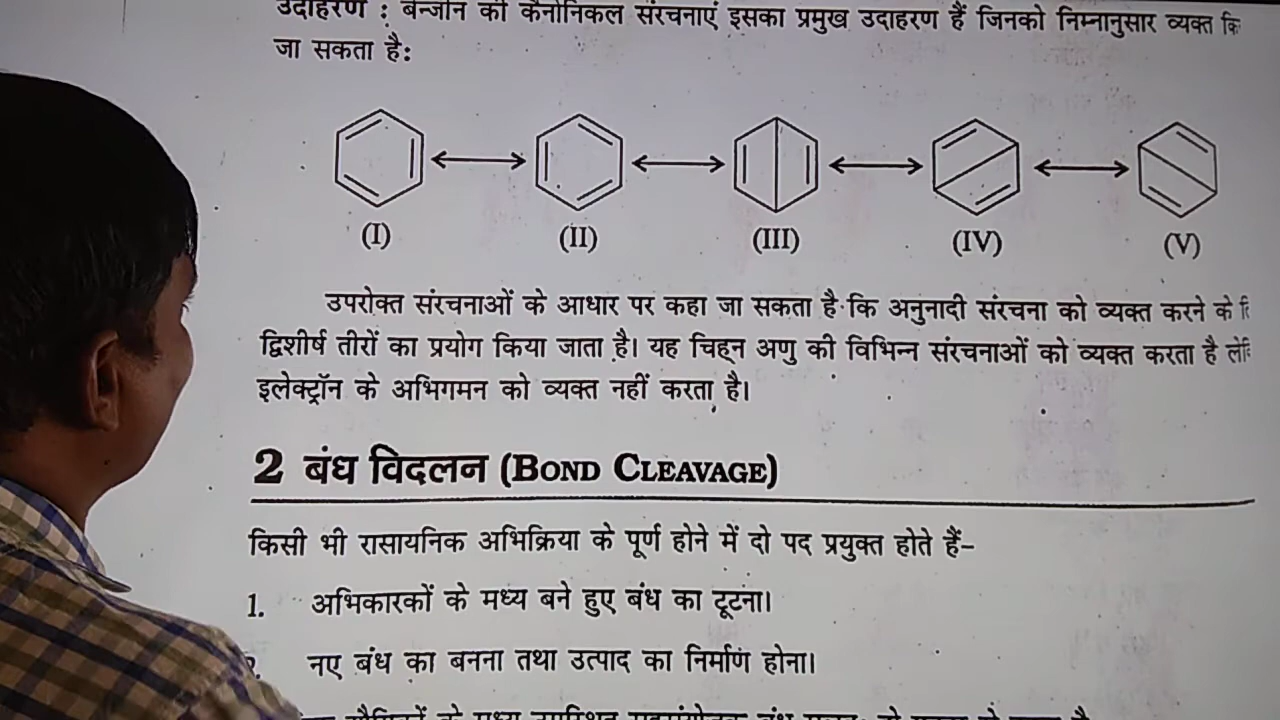 उदाहरण : बेन्जीन की कैनोनिकल संरचनाएं इसका प्रमुख उदाहरण हैं जिनको निम्नानुसार व्यक्त
जा सकता है:
(I) (II) (III) (IV) (V)
उपरोक्त संरचनाओं के आधार पर कहा जा सकता है कि अनुनादी संरचना को व्यक्त करने के
द्विशीर्ष तीरों का प्रयोग किया जाता है। यह चिह्न अणु की विभिन्न संरचनाओं को व्यक्त करता है
इलेक्ट्रॉन के अभिगमन को व्यक्त नहीं करता है।
2 बंध विदलन (BOND CLEAVAGE)
किसी भी रासायनिक अभिक्रिया के पूर्ण होने में दो पद प्रयुक्त होते हैं–
1. अभिकारकों के मध्य बने हुए बंध का टूटना।
नए बंध का बनना तथा उत्पाद का निर्माण होना।